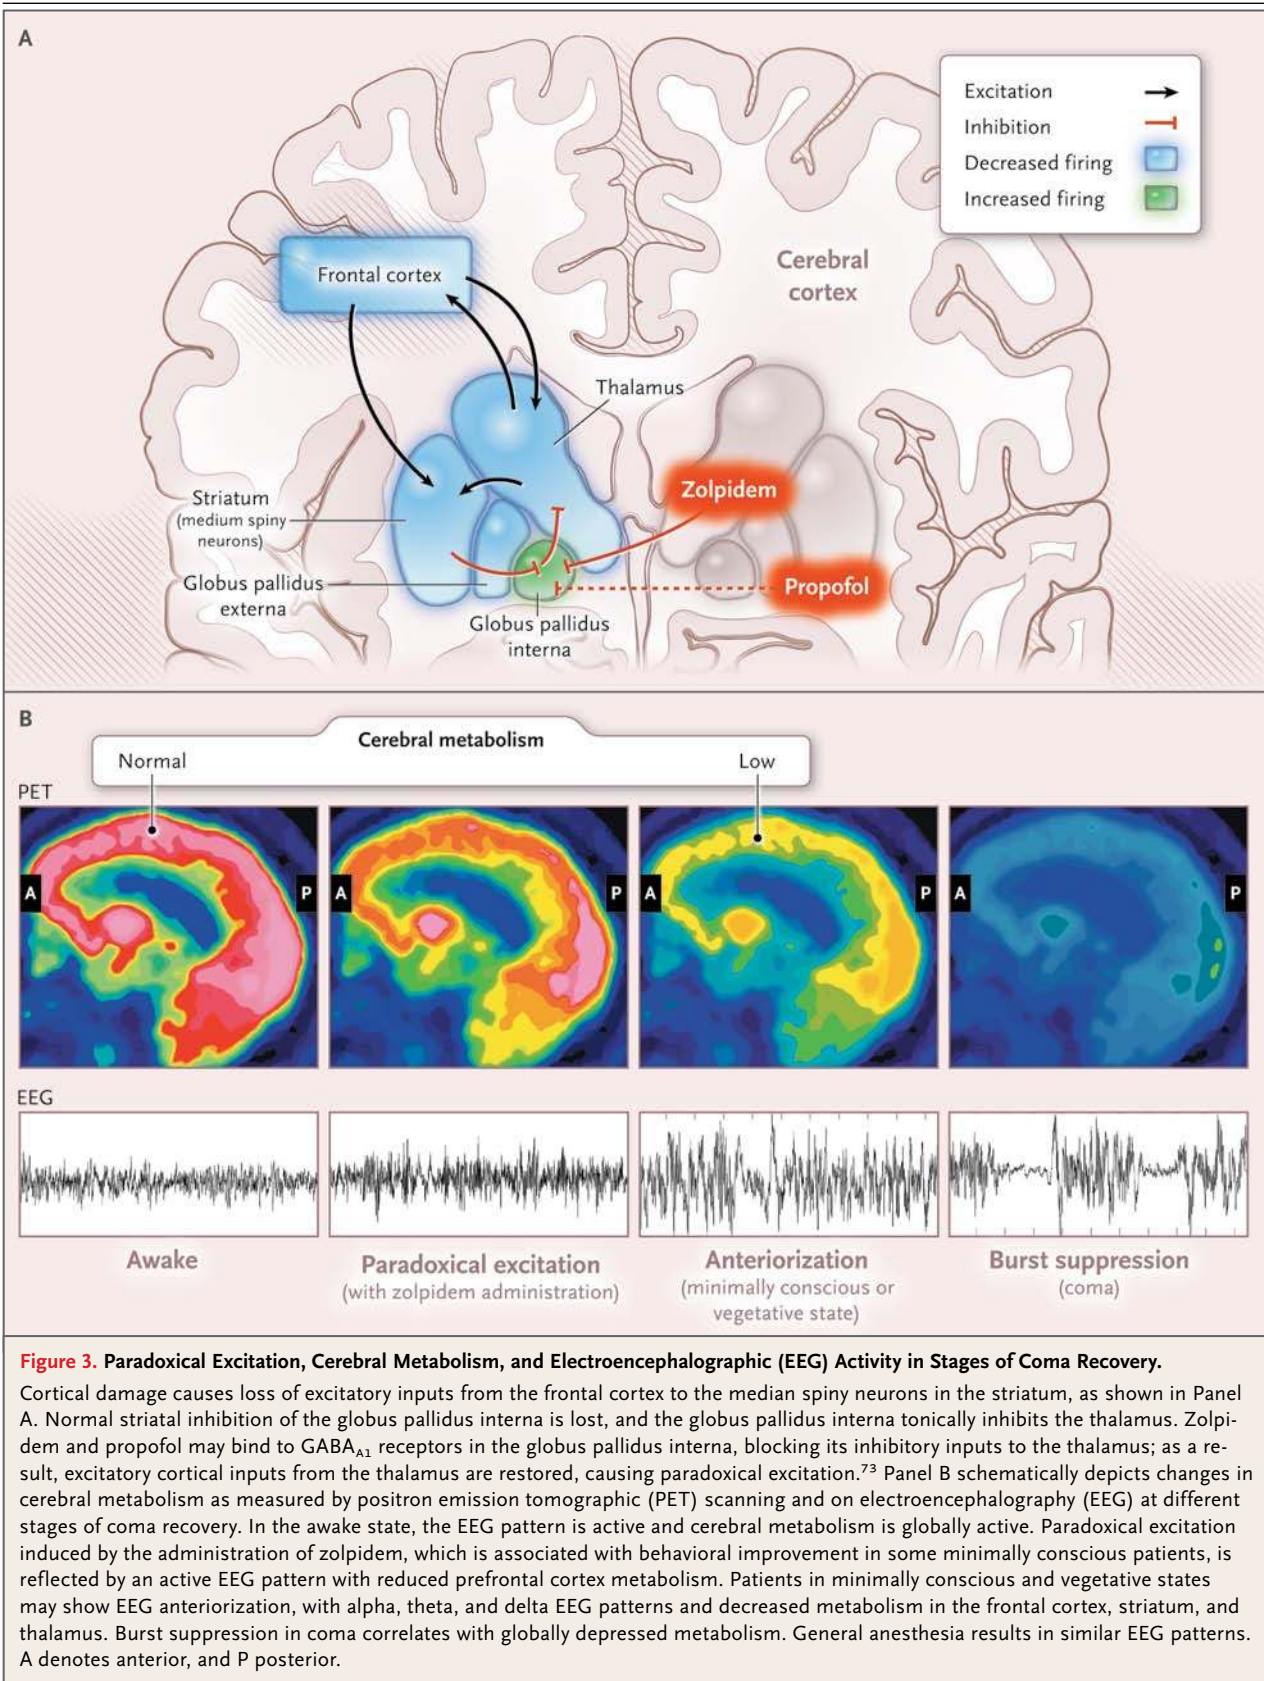 A
Excitation
Inhibition
Decreased firing
Increased firing
Cerebral
cortex
Frontal cortex
Thalamus
Zolpidem
Striatum
(medium spiny
neurons)
Globus pallidus
externa
Propofol
Globus pallidus
interna
B
Cerebral metabolism
Normal
Low
PET
A P A P A P A P
EEG
Awake
Paradoxical excitation
(with zolpidem administration)
Anteriorization
(minimally conscious or
vegetative state)
Burst suppression
(coma)
Figure 3. Paradoxical Excitation, Cerebral Metabolism, and Electroencephalographic (EEG) Activity in Stages of Coma Recovery.
Cortical damage causes loss of excitatory inputs from the frontal cortex to the median spiny neurons in the striatum, as shown in Panel
A. Normal striatal inhibition of the globus pallidus interna is lost, and the globus pallidus interna tonically inhibits the thalamus. Zolpi-
dem and propofol may bind to GABA_A1 receptors in the globus pallidus interna, blocking its inhibitory inputs to the thalamus; as a re-
sult, excitatory cortical inputs from the thalamus are restored, causing paradoxical excitation.⁷³ Panel B schematically depicts changes in
cerebral metabolism as measured by positron emission tomographic (PET) scanning and on electroencephalography (EEG) at different
stages of coma recovery. In the awake state, the EEG pattern is active and cerebral metabolism is globally active. Paradoxical excitation
induced by the administration of zolpidem, which is associated with behavioral improvement in some minimally conscious patients, is
reflected by an active EEG pattern with reduced prefrontal cortex metabolism. Patients in minimally conscious and vegetative states
may show EEG anteriorization, with alpha, theta, and delta EEG patterns and decreased metabolism in the frontal cortex, striatum, and
thalamus. Burst suppression in coma correlates with globally depressed metabolism. General anesthesia results in similar EEG patterns.
A denotes anterior, and P posterior.